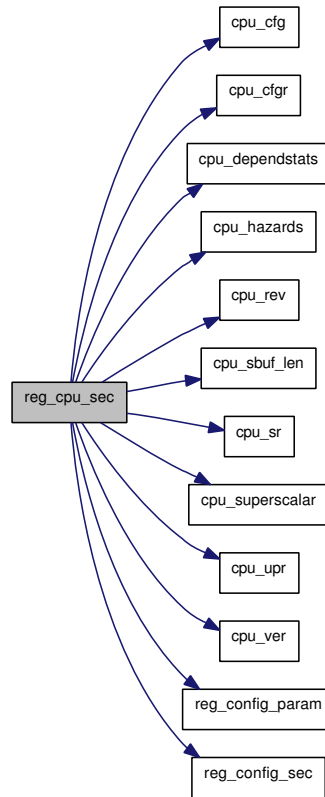 cpu_cfg
cpu_cfgr
cpu_dependstats
cpu_hazards
cpu_rev
cpu_sbuf_len
reg_cpu_sec
cpu_sr
cpu_superscalar
cpu_upr
cpu_ver
reg_config_param
reg_config_sec